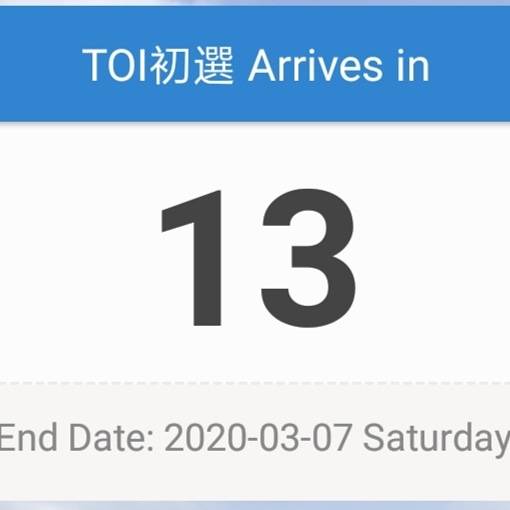 TOI初選 Arrives in
13
End Date: 2020-03-07 Saturday